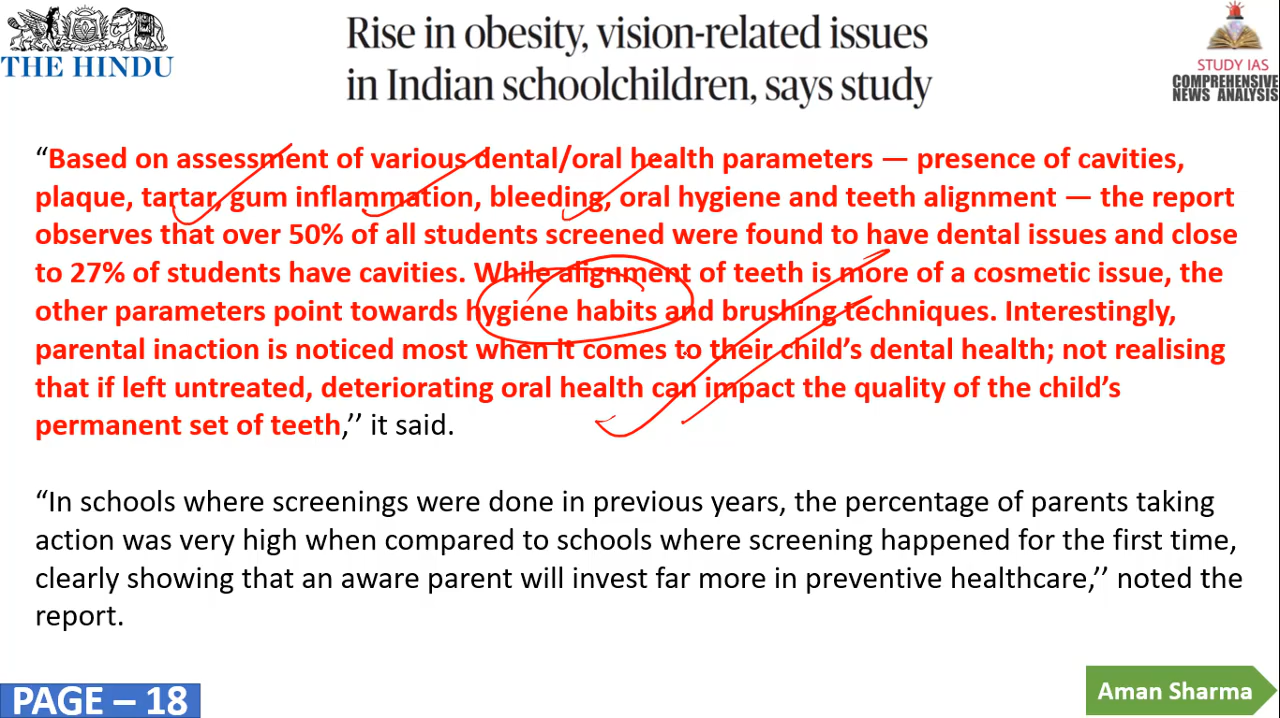 THE HINDU
Rise in obesity, vision-related issues
in Indian schoolchildren, says study
STUDY IAS
COMPREHENSIVE
NEWS ANALYSIS
“Based on assessment of various dental/oral health parameters — presence of cavities,
plaque, tartar, gum inflammation, bleeding, oral hygiene and teeth alignment — the report
observes that over 50% of all students screened were found to have dental issues and close
to 27% of students have cavities. While alignment of teeth is more of a cosmetic issue, the
other parameters point towards hygiene habits and brushing techniques. Interestingly,
parental inaction is noticed most when it comes to their child’s dental health; not realising
that if left untreated, deteriorating oral health can impact the quality of the child’s
permanent set of teeth,’’ it said.
“In schools where screenings were done in previous years, the percentage of parents taking
action was very high when compared to schools where screening happened for the first time,
clearly showing that an aware parent will invest far more in preventive healthcare,’’ noted the
report.
PAGE – 18
Aman Sharma